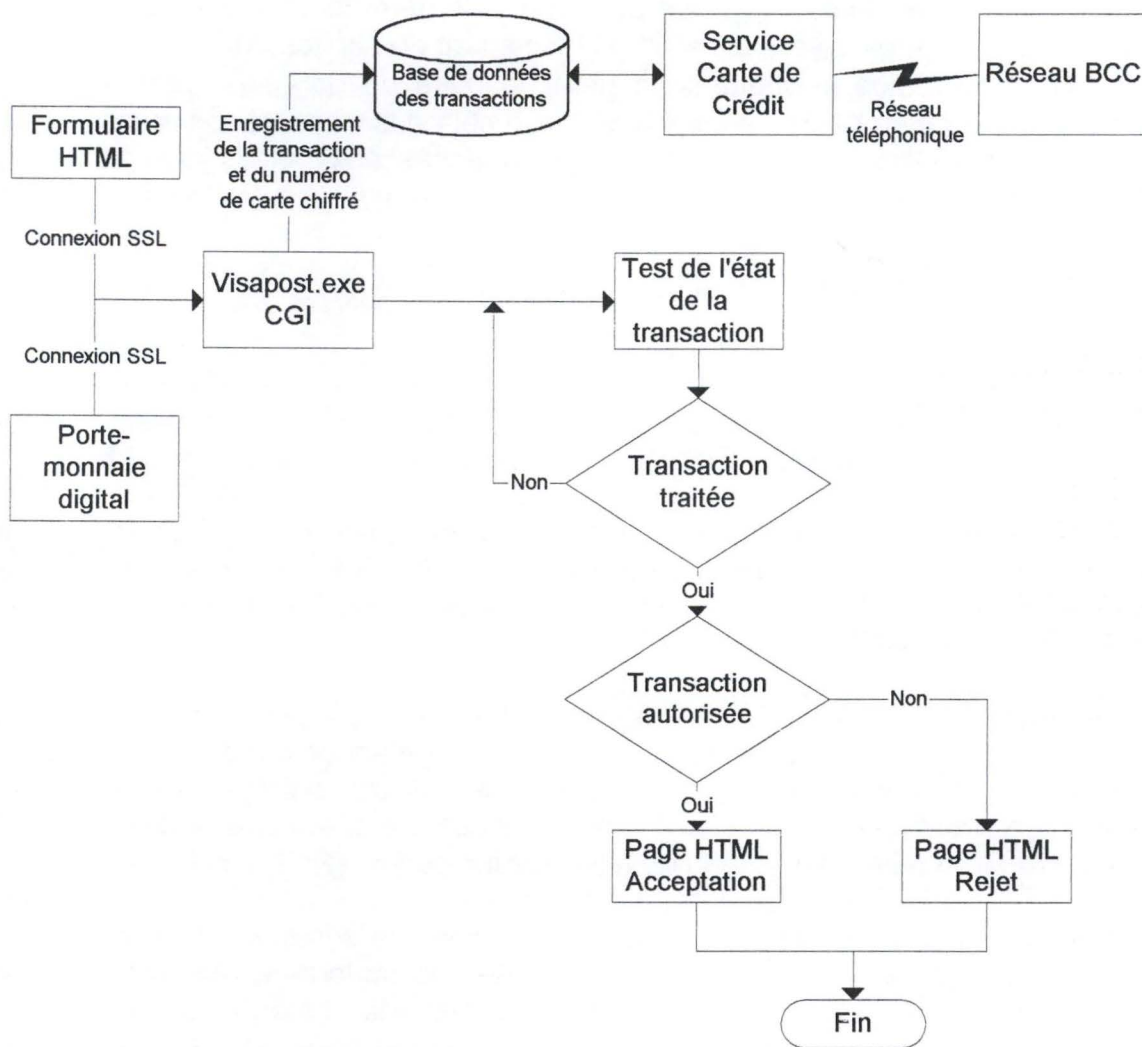 Base de données
des transactions
Service
Carte de
Crédit
Réseau
téléphonique
Réseau BCC
Formulaire
HTML
Enregistrement
de la transaction
et du numéro
de carte chiffré
Connexion SSL
Visapost.exe
CGI
Test de l'état
de la
transaction
Connexion SSL
Porte-
monnaie
digital
Non
Transaction
traitée
Oui
Transaction
autorisée
Non
Oui
Page HTML
Acceptation
Page HTML
Rejet
Fin